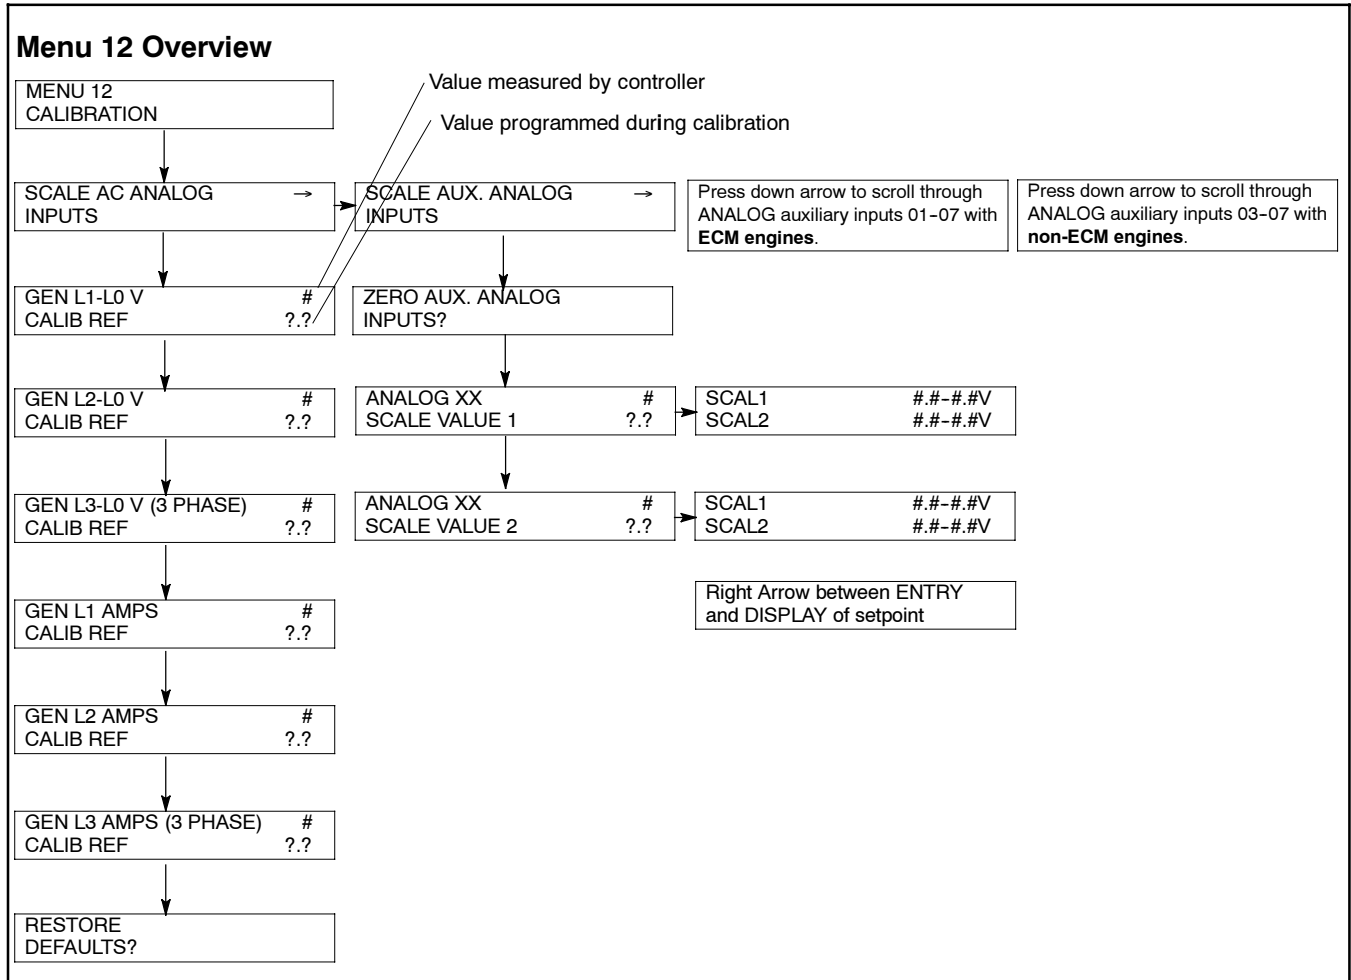 Menu 12 Overview
Value measured by controller
MENU 12
CALIBRATION
Value programmed during calibration
SCALE AC ANALOG →
INPUTS
SCALE AUX. ANALOG →
INPUTS
Press down arrow to scroll through
ANALOG auxiliary inputs 01-07 with
ECM engines.
Press down arrow to scroll through
ANALOG auxiliary inputs 03-07 with
non-ECM engines.
GEN L1-L0 V #
CALIB REF ?.?
ZERO AUX. ANALOG
INPUTS?
GEN L2-L0 V #
CALIB REF ?.?
ANALOG XX #
SCALE VALUE 1 ?.?
SCAL1 #.#-#.#V
SCAL2 #.#-#.#V
GEN L3-L0 V (3 PHASE) #
CALIB REF ?.?
ANALOG XX #
SCALE VALUE 2 ?.?
SCAL1 #.#-#.#V
SCAL2 #.#-#.#V
Right Arrow between ENTRY
and DISPLAY of setpoint
GEN L1 AMPS #
CALIB REF ?.?
GEN L2 AMPS #
CALIB REF ?.?
GEN L3 AMPS (3 PHASE) #
CALIB REF ?.?
RESTORE
DEFAULTS?